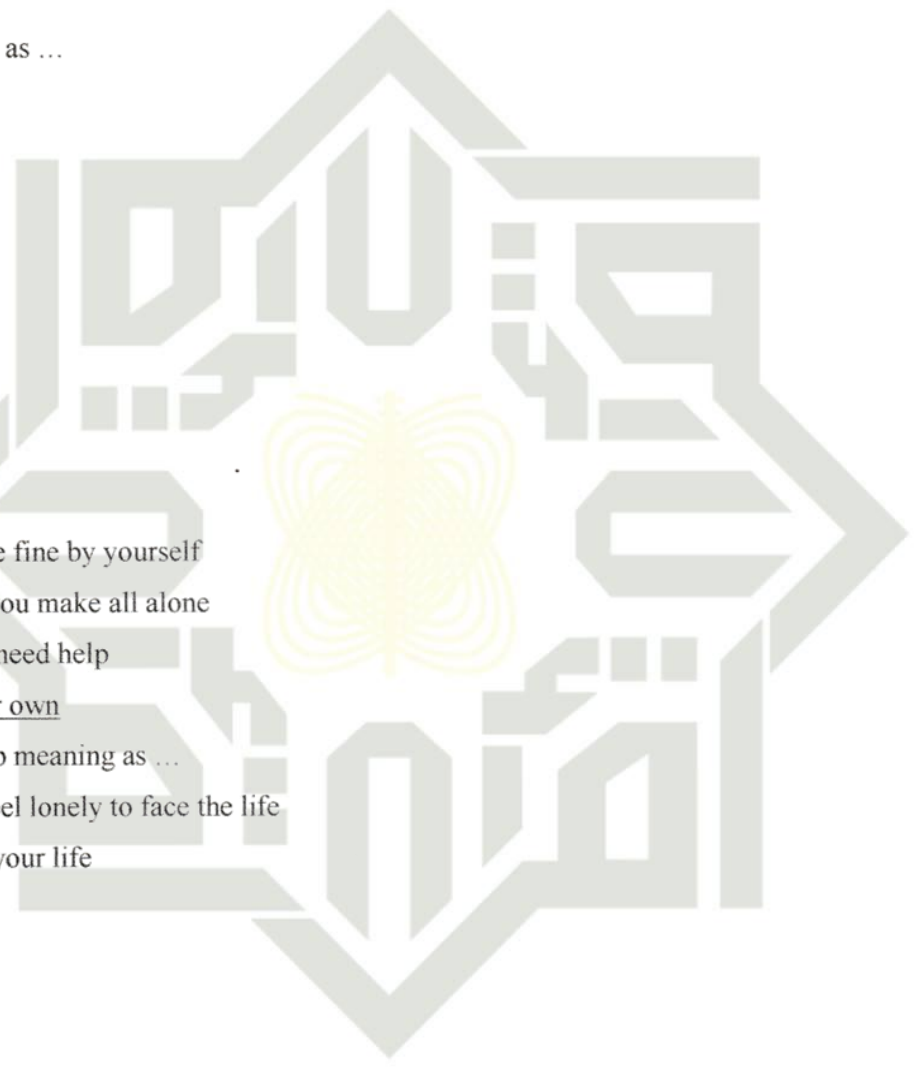 as ...
e fine by yourself
ou make all alone
need help
r own
p meaning as ...
el lonely to face the life
your life